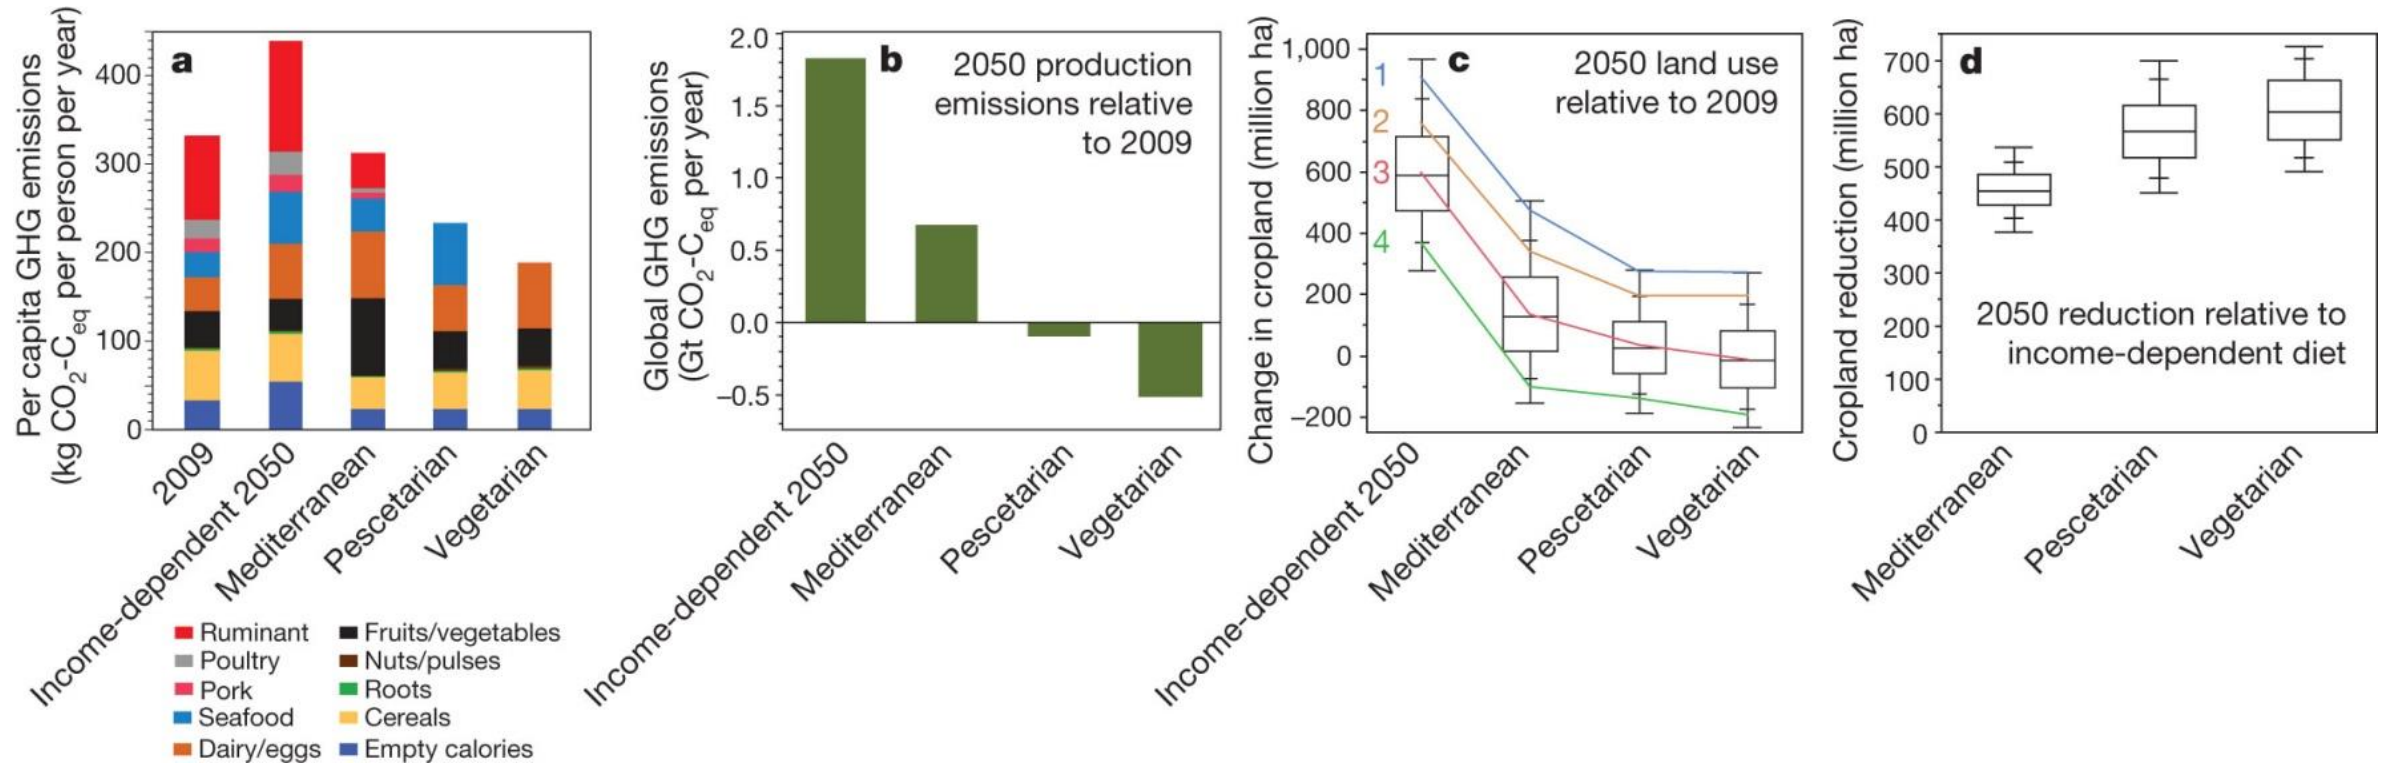 a
Per capita GHG emissions
(kg CO2-Ceq per person per year)
400
300
200
100
0
2009
Income-dependent 2050
Mediterranean
Pescetarian
Vegetarian
Ruminant
Poultry
Pork
Seafood
Dairy/eggs
Fruits/vegetables
Nuts/pulses
Roots
Cereals
Empty calories
b
2050 production
emissions relative
to 2009
Global GHG emissions
(Gt CO2-Ceq per year)
2.0
1.5
1.0
0.5
0.0
–0.5
Income-dependent 2050
Mediterranean
Pescetarian
Vegetarian
c
2050 land use
relative to 2009
Change in cropland (million ha)
1,000
800
600
400
200
0
–200
1
2
3
4
Income-dependent 2050
Mediterranean
Pescetarian
Vegetarian
d
Cropland reduction (million ha)
700
600
500
400
300
200
100
0
2050 reduction relative to
income-dependent diet
Mediterranean
Pescetarian
Vegetarian